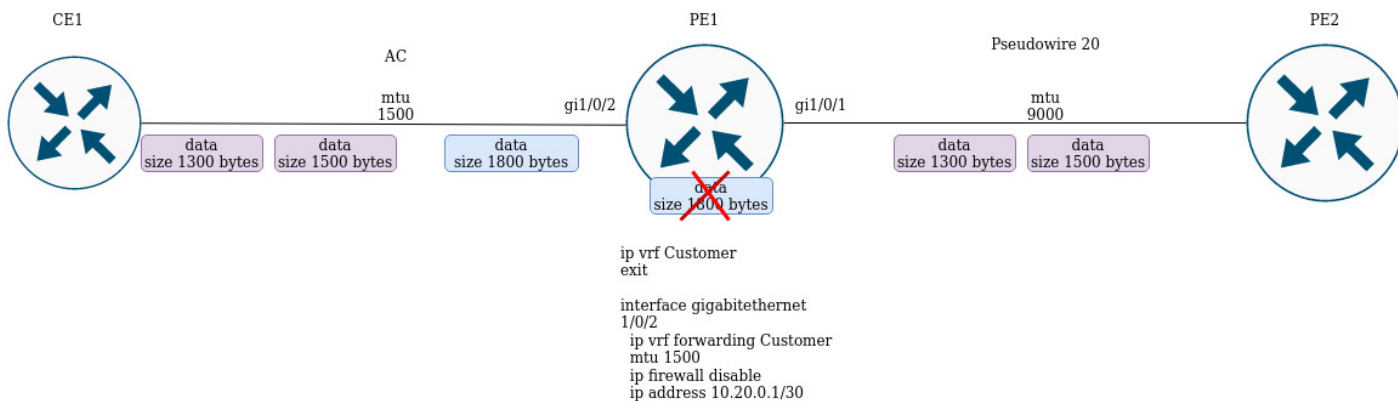 CE1
PE1
PE2
AC
Pseudowire 20
mtu
1500
gi1/0/2
gi1/0/1
mtu
9000
data
size 1300 bytes
data
size 1500 bytes
data
size 1800 bytes
data
size 1300 bytes
data
size 1500 bytes
data
size 1800 bytes
ip vrf Customer
exit
interface gigabitethernet
1/0/2
ip vrf forwarding Customer
mtu 1500
ip firewall disable
ip address 10.20.0.1/30